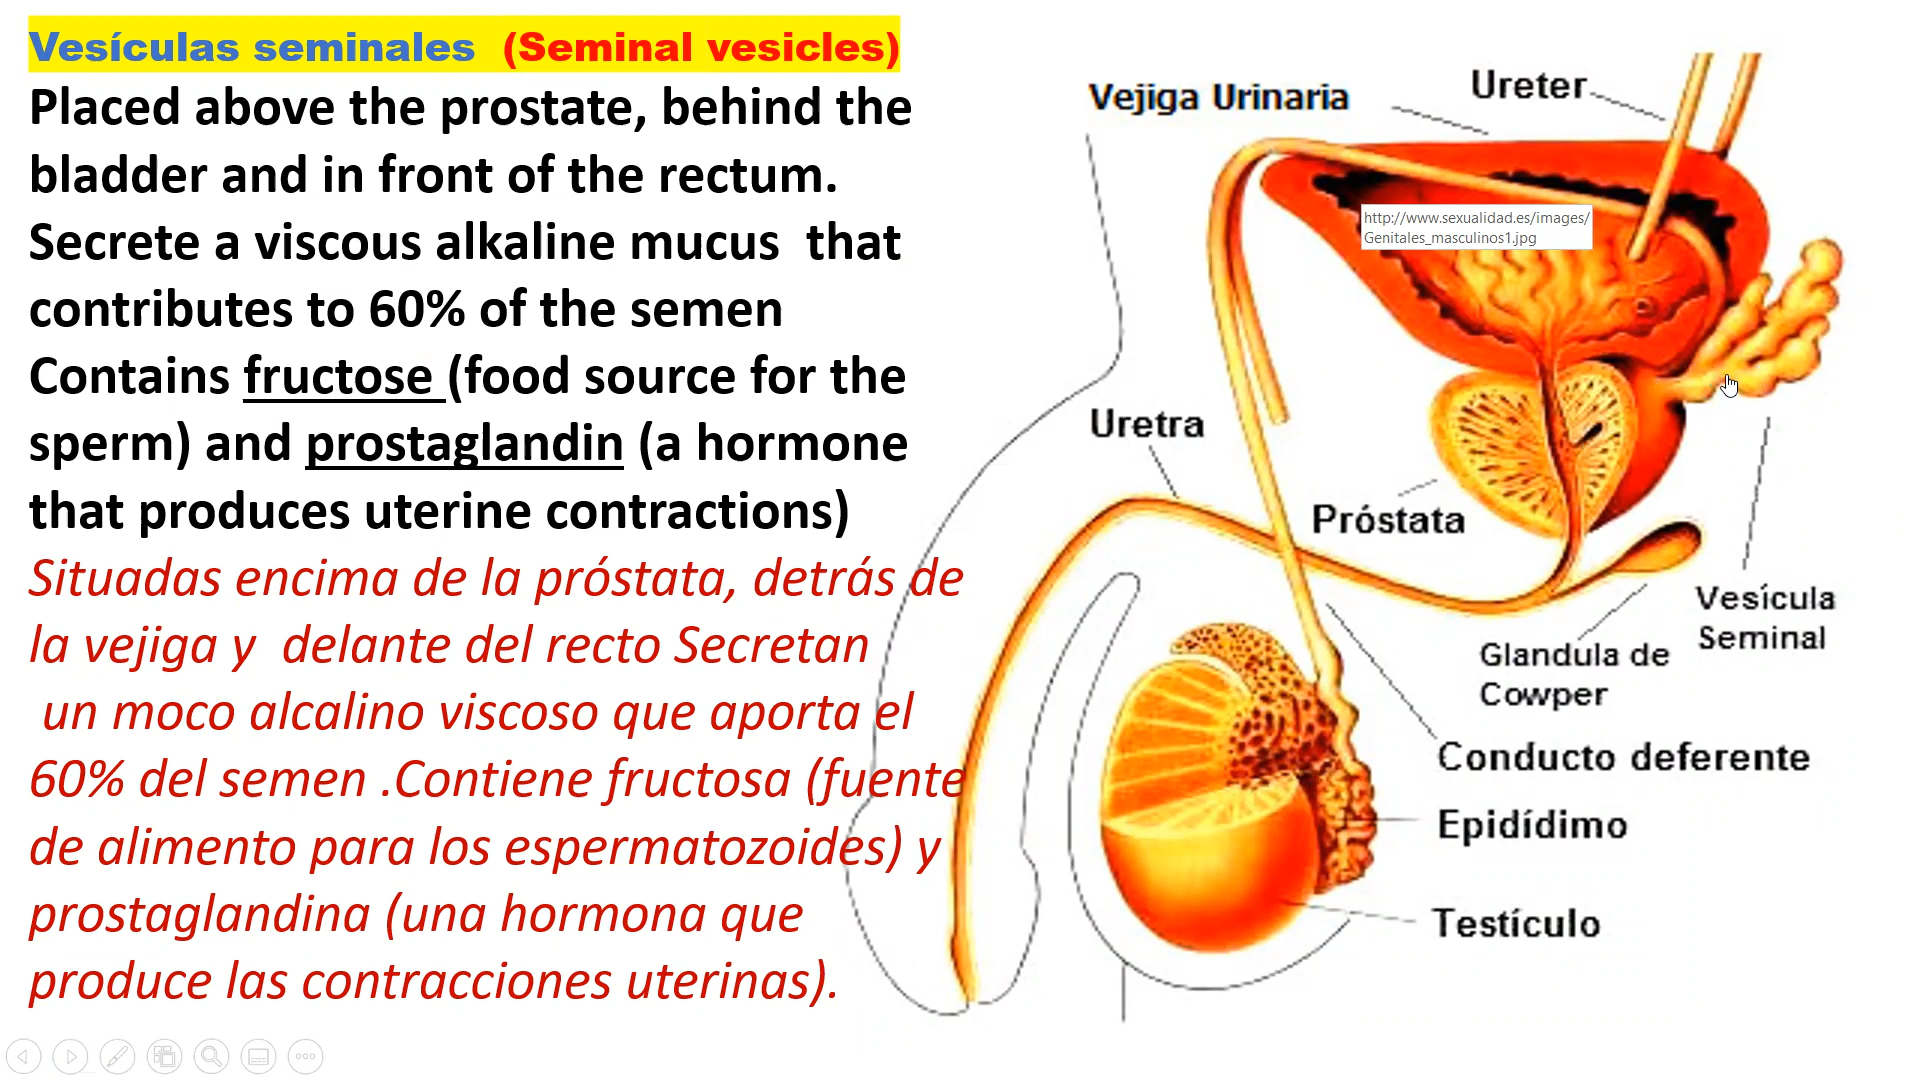 Vesículas seminales (Seminal vesicles)
Placed above the prostate, behind the
bladder and in front of the rectum.
Secrete a viscous alkaline mucus that
contributes to 60% of the semen
Contains fructose (food source for the
sperm) and prostaglandin (a hormone
that produces uterine contractions)
Situadas encima de la próstata, detrás de
la vejiga y delante del recto Secretan
un moco alcalino viscoso que aporta el
60% del semen .Contiene fructosa (fuente
de alimento para los espermatozoides) y
prostaglandina (una hormona que
produce las contracciones uterinas).
Vejiga Urinaria
Ureter
http://www.sexualidad.es/images/
Genitales_masculinos1.jpg
Uretra
Próstata
Vesícula
Seminal
Glandula de
Cowper
Conducto deferente
Epidídimo
Testículo